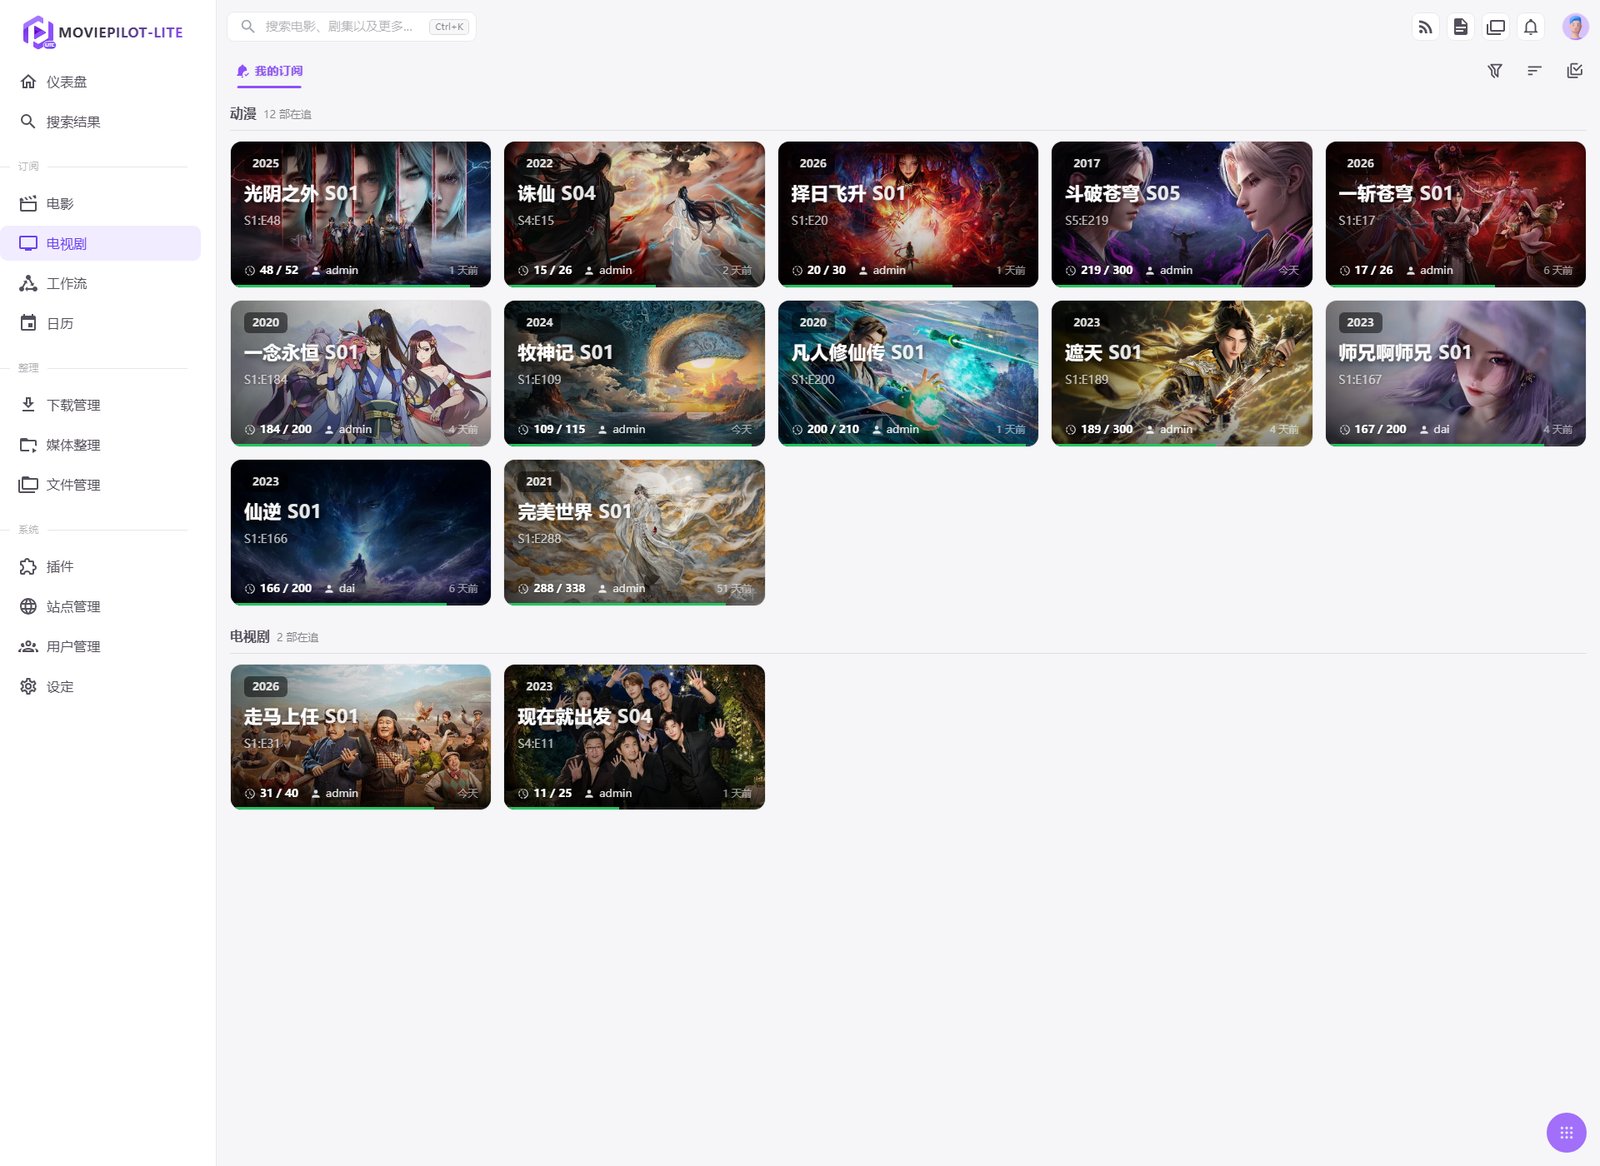 MOVIEPILOT-LITE
搜索电影、剧集以及更多...
Ctrl+K
仪表盘
搜索结果
订阅
电影
电视剧
工作流
日历
整理
下载管理
媒体整理
文件管理
系统
插件
站点管理
用户管理
设定
我的订阅
动漫 12 部在追
2025
光阴之外 S01
S1:E48
48 / 52 admin 1 天前
2022
诛仙 S04
S4:E15
15 / 26 admin 2 天前
2026
择日飞升 S01
S1:E20
20 / 30 admin 1 天前
2017
斗破苍穹 S05
S5:E219
219 / 300 admin 今天
2026
一斩苍穹 S01
S1:E17
17 / 26 admin 6 天前
2020
一念永恒 S01
S1:E184
184 / 200 admin 4 天前
2024
牧神记 S01
S1:E109
109 / 115 admin 今天
2020
凡人修仙传 S01
S1:E200
200 / 210 admin 1 天前
2023
遮天 S01
S1:E189
189 / 300 admin 4 天前
2023
师兄啊师兄 S01
S1:E167
167 / 200 dai 4 天前
2023
仙逆 S01
S1:E166
166 / 200 dai 6 天前
2021
完美世界 S01
S1:E288
288 / 338 admin 51 天前
电视剧 2 部在追
2026
走马上任 S01
S1:E31
31 / 40 admin 今天
2023
现在就出发 S04
S4:E11
11 / 25 admin 1 天前